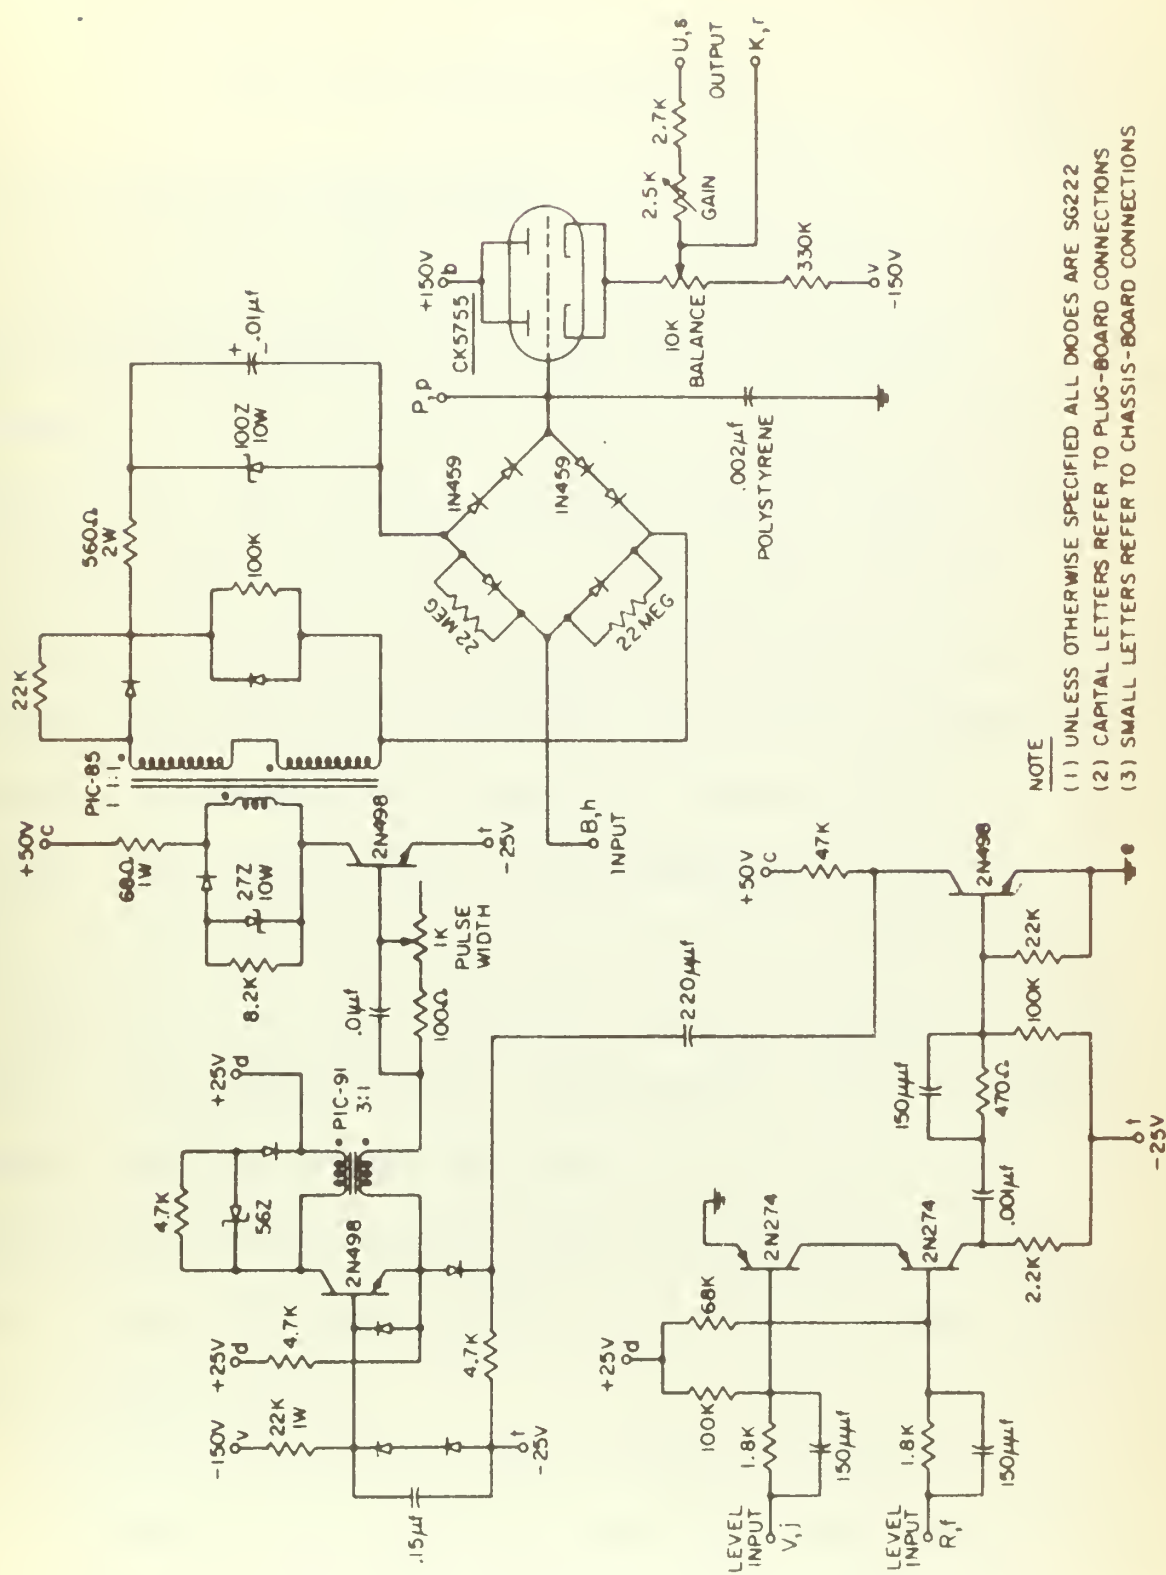 22K
560Ω
2W
100K
100Z
10W
+
-
.01µf
PIC-85
1 1:1
+50V
c
68Ω
1W
27Z
10W
8.2K
2N498
-25V
t
.01µf
100Ω
1K
PULSE
WIDTH
P,p
+150V
b
CK5755
1N459
1N459
22 MEG
22 MEG
B,h
INPUT
.002µf
POLYSTYRENE
10K
BALANCE
330K
v
-150V
2.5K
GAIN
2.7K
U,s
OUTPUT
K,r
+25V
d
PIC-91
3:1
4.7K
56Z
2N498
+25V
d
4.7K
-150V
v
22K
1W
4.7K
t
-25V
.15µf
220µµf
+50V
c
47K
2N498
22K
e
100K
470Ω
150µµf
.001µf
t
-25V
2.2K
2N274
2N274
+25V
d
68K
100K
1.8K
150µµf
1.8K
150µµf
LEVEL
INPUT
V,j
LEVEL
INPUT
R,f
NOTE
(1) UNLESS OTHERWISE SPECIFIED ALL DIODES ARE SG222
(2) CAPITAL LETTERS REFER TO PLUG-BOARD CONNECTIONS
(3) SMALL LETTERS REFER TO CHASSIS-BOARD CONNECTIONS